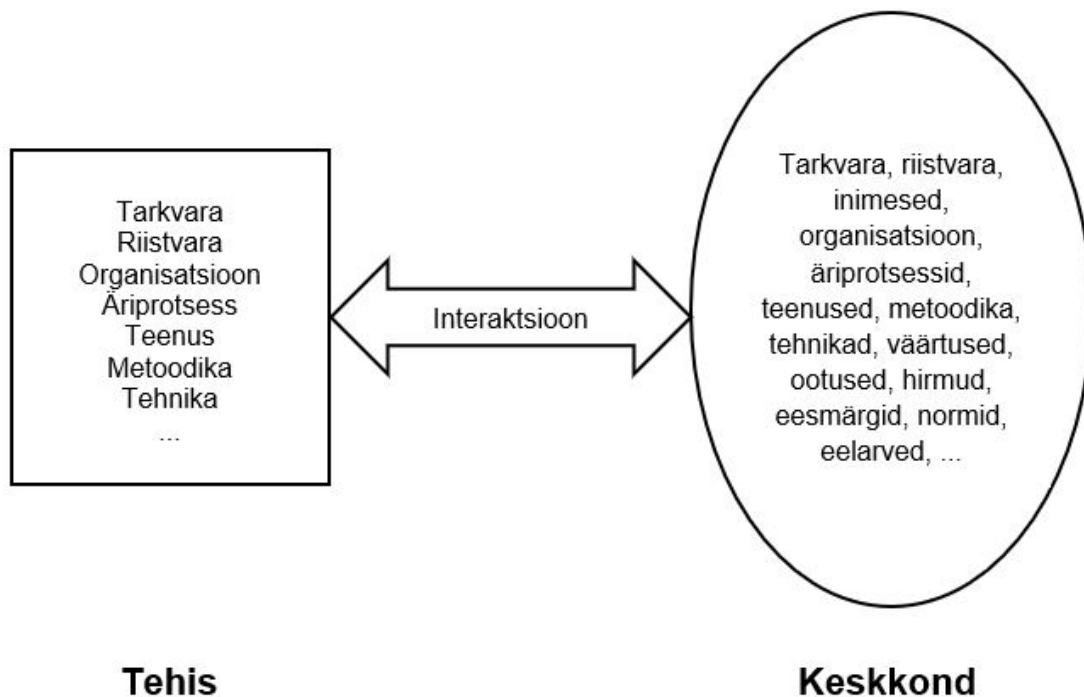 Tarkvara
Riistvara
Organisatsioon
Äriprotsess
Teenus
Metoodika
Tehnika
...
Interaktsioon
Tarkvara, riistvara,
inimesed,
organisatsioon,
äriprotsessid,
teenused, metoodika,
tehnikad, väärtused,
ootused, hirmud,
eesmärgid, normid,
eelarved, ...
Tehis
Keskkond